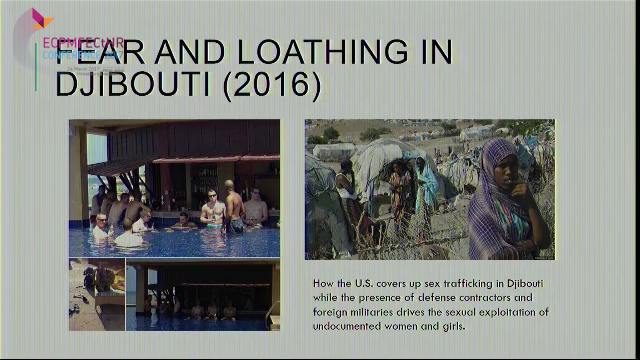 FEAR AND LOATHING IN
DJIBOUTI (2016)
How the U.S. covers up sex trafficking in Djibouti
while the presence of defense contractors and
foreign militaries drives the sexual exploitation of
undocumented women and girls.